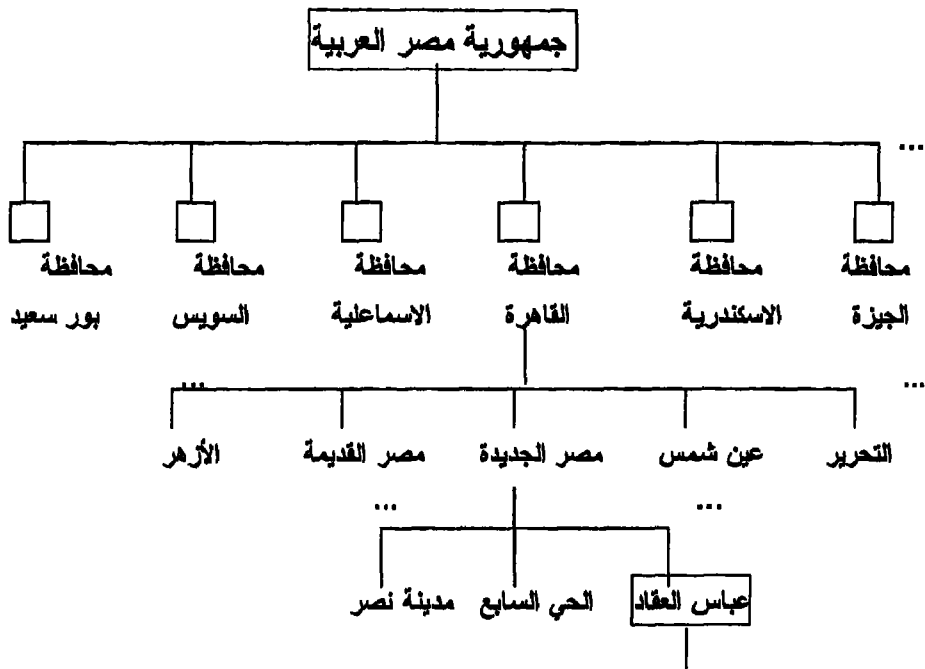 جمهورية مصر العربية
...
محافظة الجيزة
محافظة الاسكندرية
محافظة القاهرة
محافظة الاسماعلية
محافظة السويس
محافظة بور سعيد
...
...
التحرير
عين شمس
مصر الجديدة
مصر القديمة
الأزهر
...
...
عباس العقاد
الحي السابع
مدينة نصر